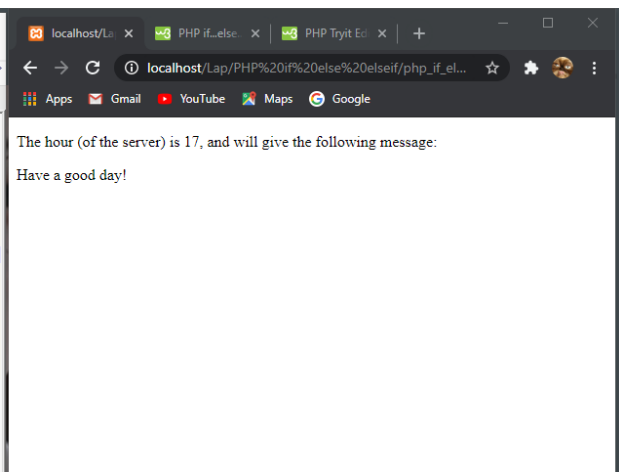 localhost/La
PHP if...else
PHP Tryit Ed
localhost/Lap/PHP%20if%20else%20elseif/php_if_el...
Apps
Gmail
YouTube
Maps
Google
The hour (of the server) is 17, and will give the following message:
Have a good day!